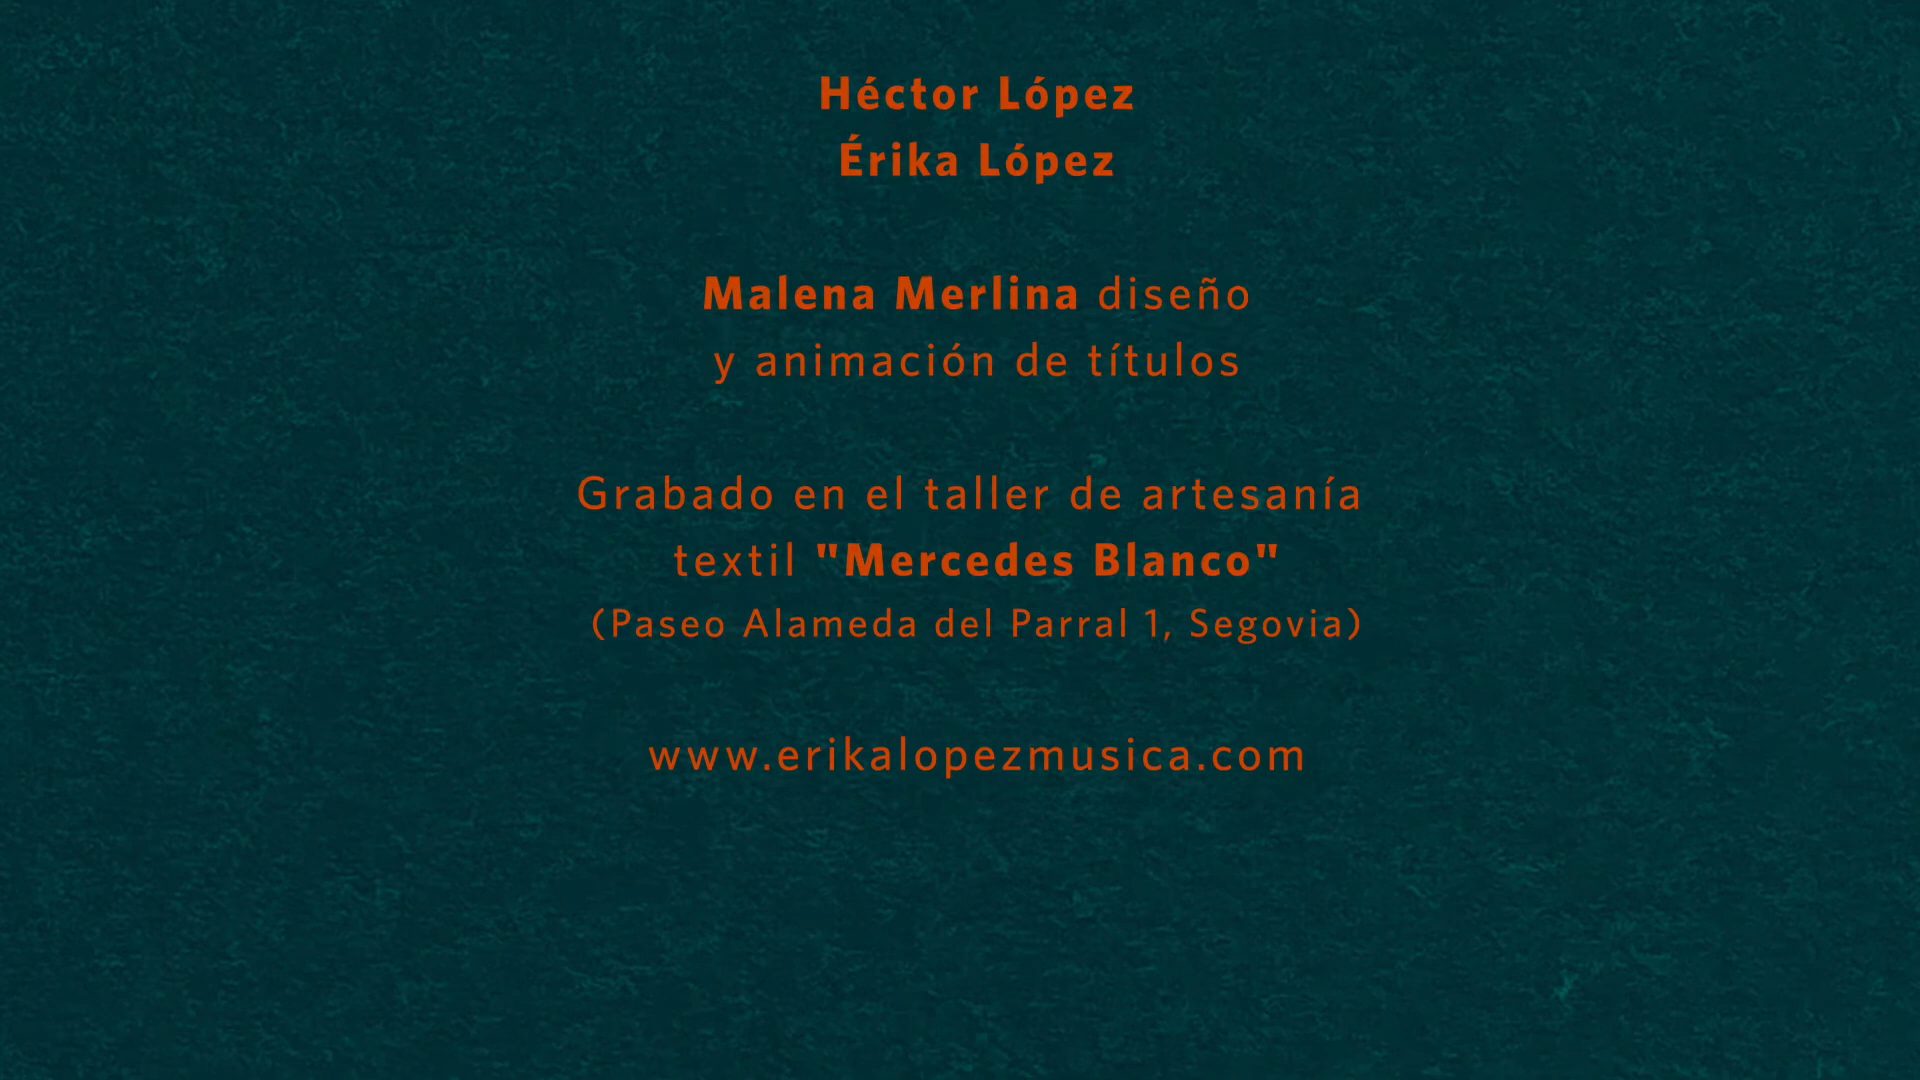 Héctor López
Érika López
Malena Merlina diseño
y animación de títulos
Grabado en el taller de artesanía
textil "Mercedes Blanco"
(Paseo Alameda del Parral 1, Segovia)
www.erikalopezmusica.com